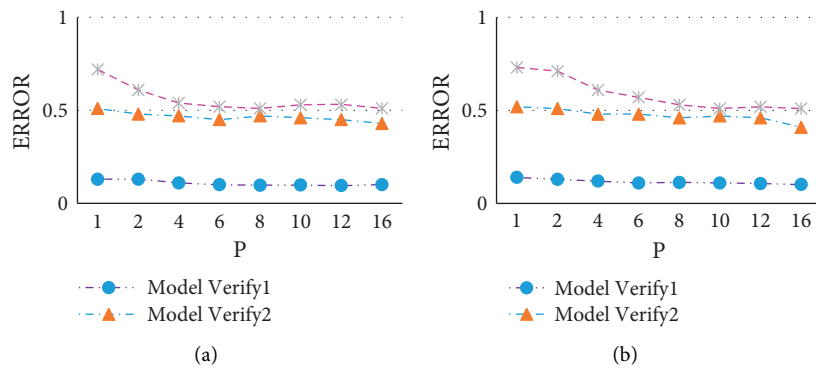 1
0.5
0
ERROR
1 2 4 6 8 10 12 16
P
Model Verify1
Model Verify2
(a)
1
0.5
0
ERROR
1 2 4 6 8 10 12 16
P
Model Verify1
Model Verify2
(b)